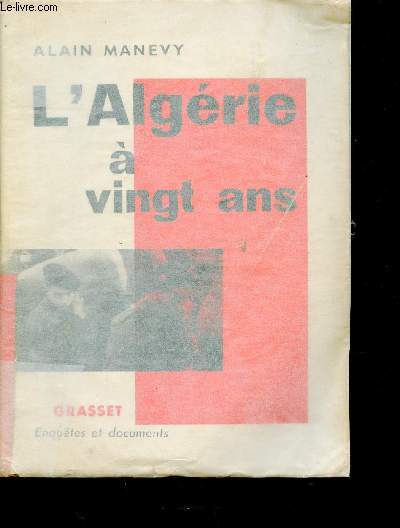 © Le-livre.com
ALAIN MANEVY
L'Algérie
à
vingt ans
GRASSET
Enquêtes et documents